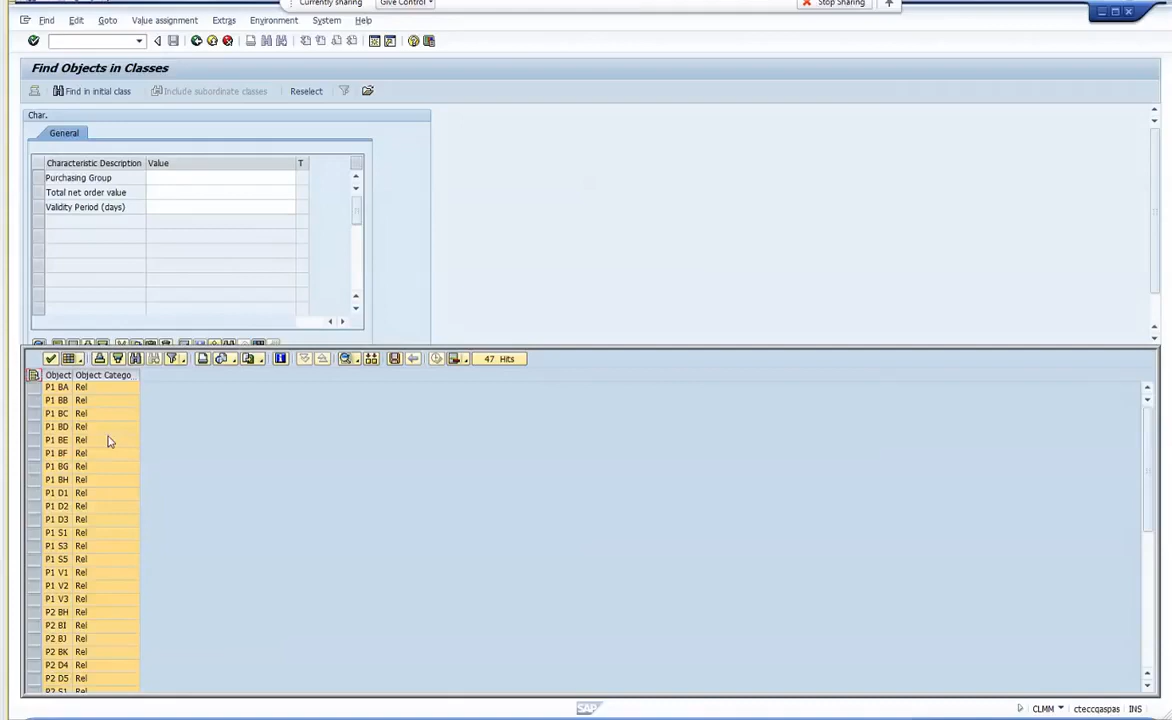 Currently sharing
Give Control
Stop Sharing
Find Edit Goto Value assignment Extras Environment System Help
Find Objects in Classes
Find in initial class Include subordinate classes Reselect
Char.
General
Characteristic Description Value T
Purchasing Group
Total net order value
Validity Period (days)
47 Hits
Object Object Catego..
P1 BA Rel
P1 BB Rel
P1 BC Rel
P1 BD Rel
P1 BE Rel
P1 BF Rel
P1 BG Rel
P1 BH Rel
P1 D1 Rel
P1 D2 Rel
P1 D3 Rel
P1 S1 Rel
P1 S3 Rel
P1 S5 Rel
P1 V1 Rel
P1 V2 Rel
P1 V3 Rel
P2 BH Rel
P2 BI Rel
P2 BJ Rel
P2 BK Rel
P2 D4 Rel
P2 D5 Rel
P2 S1 Rel
SAP
CLMM cteccqaspas INS